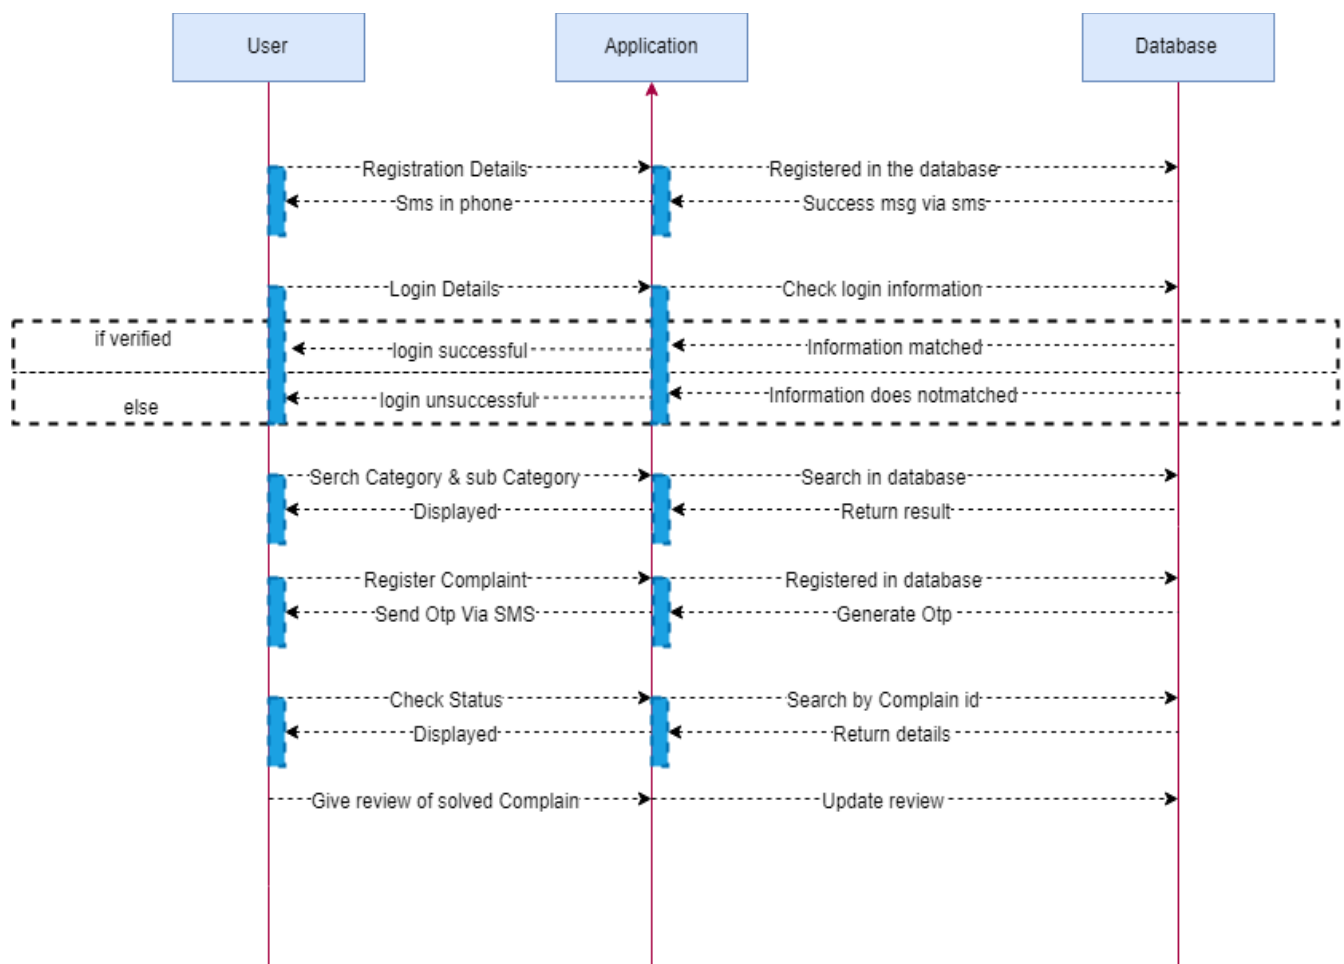 User
Application
Database
Registration Details
Registered in the database
Sms in phone
Success msg via sms
Login Details
Check login information
if verified
login successful
Information matched
else
login unsuccessful
Information does notmatched
Serch Category & sub Category
Search in database
Displayed
Return result
Register Complaint
Registered in database
Send Otp Via SMS
Generate Otp
Check Status
Search by Complain id
Displayed
Return details
Give review of solved Complain
Update review